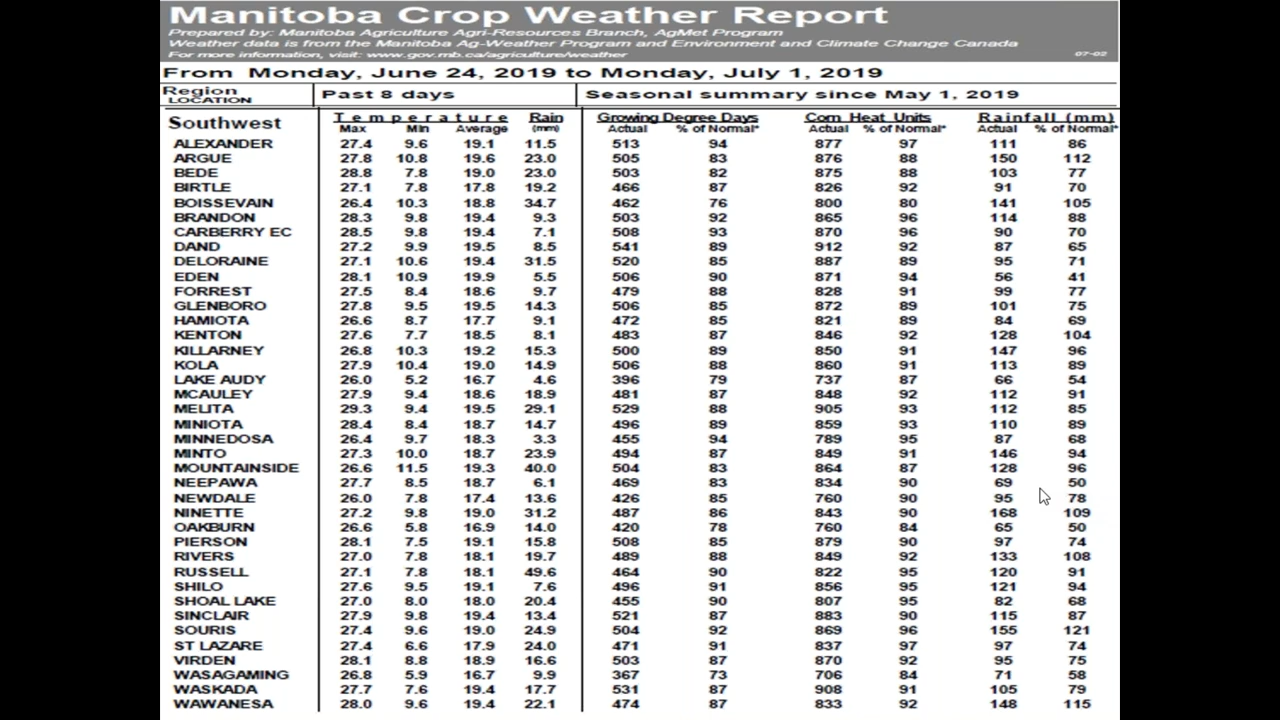 Manitoba Crop Weather Report
Prepared by: Manitoba Agriculture Agri-Resources Branch, AgMet Program
Weather data is from the Manitoba Ag-Weather Program and Environment and Climate Change Canada
For more information, visit: www.gov.mb.ca/agriculture/weather 07-02
From Monday, June 24, 2019 to Monday, July 1, 2019
Region Past 8 days Seasonal summary since May 1, 2019
LOCATION
Southwest Temperature Rain Growing Degree Days Corn Heat Units Rainfall (mm)
Max Min Average (mm) Actual % of Normal* Actual % of Normal* Actual % of Normal*
ALEXANDER 27.4 9.6 19.1 11.5 513 94 877 97 111 86
ARGUE 27.8 10.8 19.6 23.0 505 83 876 88 150 112
BEDE 28.8 7.8 19.0 23.0 503 82 875 88 103 77
BIRTLE 27.1 7.8 17.8 19.2 466 87 826 92 91 70
BOISSEVAIN 26.4 10.3 18.8 34.7 462 76 800 80 141 105
BRANDON 28.3 9.8 19.4 9.3 503 92 865 96 114 88
CARBERRY EC 28.5 9.8 19.4 7.1 508 93 870 96 90 70
DAND 27.2 9.9 19.5 8.5 541 89 912 92 87 65
DELORAINE 27.1 10.6 19.4 31.5 520 85 887 89 95 71
EDEN 28.1 10.9 19.9 5.5 506 90 871 94 56 41
FORREST 27.5 8.4 18.6 9.7 479 88 828 91 99 77
GLENBORO 27.8 9.5 19.5 14.3 506 85 872 89 101 75
HAMIOTA 26.6 8.7 17.7 9.1 472 85 821 89 84 69
KENTON 27.6 7.7 18.5 8.1 483 87 846 92 128 104
KILLARNEY 26.8 10.3 19.2 15.3 500 89 850 91 147 96
KOLA 27.9 10.4 19.0 14.9 506 88 860 91 113 89
LAKE AUDY 26.0 5.2 16.7 4.6 396 79 737 87 66 54
MCAULEY 27.9 9.4 18.6 18.9 481 87 848 92 112 91
MELITA 29.3 9.4 19.5 29.1 529 88 905 93 112 85
MINIOTA 28.4 8.4 18.7 14.7 496 89 859 93 110 89
MINNEDOSA 26.4 9.7 18.3 3.3 455 94 789 95 87 68
MINTO 27.3 10.0 18.7 23.9 494 87 849 91 146 94
MOUNTAINSIDE 26.6 11.5 19.3 40.0 504 83 864 87 128 96
NEEPAWA 27.7 8.5 18.7 6.1 469 83 834 90 69 50
NEWDALE 26.0 7.8 17.4 13.6 426 85 760 90 95 78
NINETTE 27.2 9.8 19.0 31.2 487 86 843 90 168 109
OAKBURN 26.6 5.8 16.9 14.0 420 78 760 84 65 50
PIERSON 28.1 7.5 19.1 15.8 508 85 879 90 97 74
RIVERS 27.0 7.8 18.1 19.7 489 88 849 92 133 108
RUSSELL 27.1 7.8 18.1 49.6 464 90 822 95 120 91
SHILO 27.6 9.5 19.1 7.6 496 91 856 95 121 94
SHOAL LAKE 27.0 8.0 18.0 20.4 455 90 807 95 82 68
SINCLAIR 27.9 9.8 19.4 13.4 521 87 883 90 115 87
SOURIS 27.4 9.6 19.0 24.9 504 92 869 96 155 121
ST LAZARE 27.4 6.6 17.9 24.0 471 91 837 97 97 74
VIRDEN 28.1 8.8 18.9 16.6 503 87 870 92 95 75
WASAGAMING 26.8 5.9 16.7 9.9 367 73 706 84 71 58
WASKADA 27.7 7.6 19.4 17.7 531 87 908 91 105 79
WAWANESA 28.0 9.6 19.4 22.1 474 87 833 92 148 115